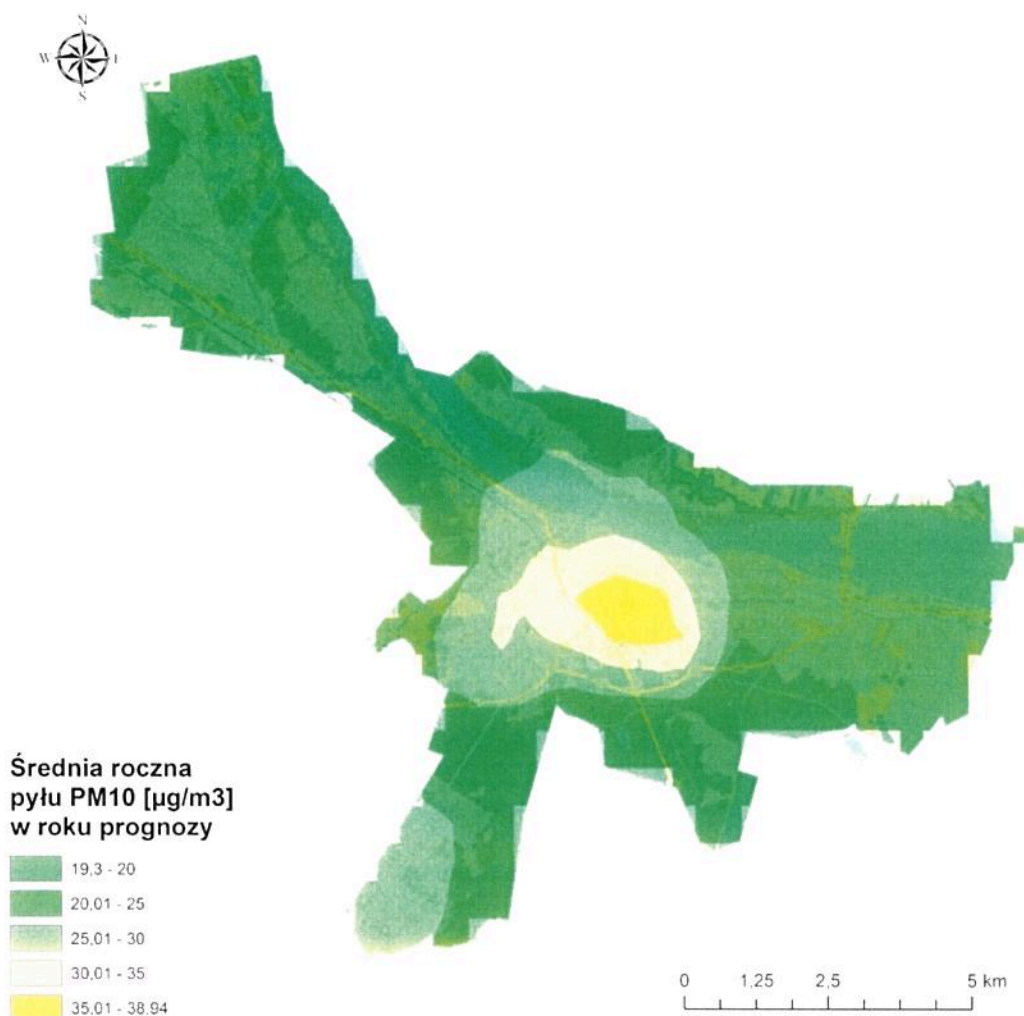 N
W
S
Średnia roczna
pyłu PM10 [µg/m3]
w roku prognozy
19,3 - 20
20,01 - 25
25,01 - 30
30,01 - 35
35,01 - 38,94
0 1,25 2,5 5 km